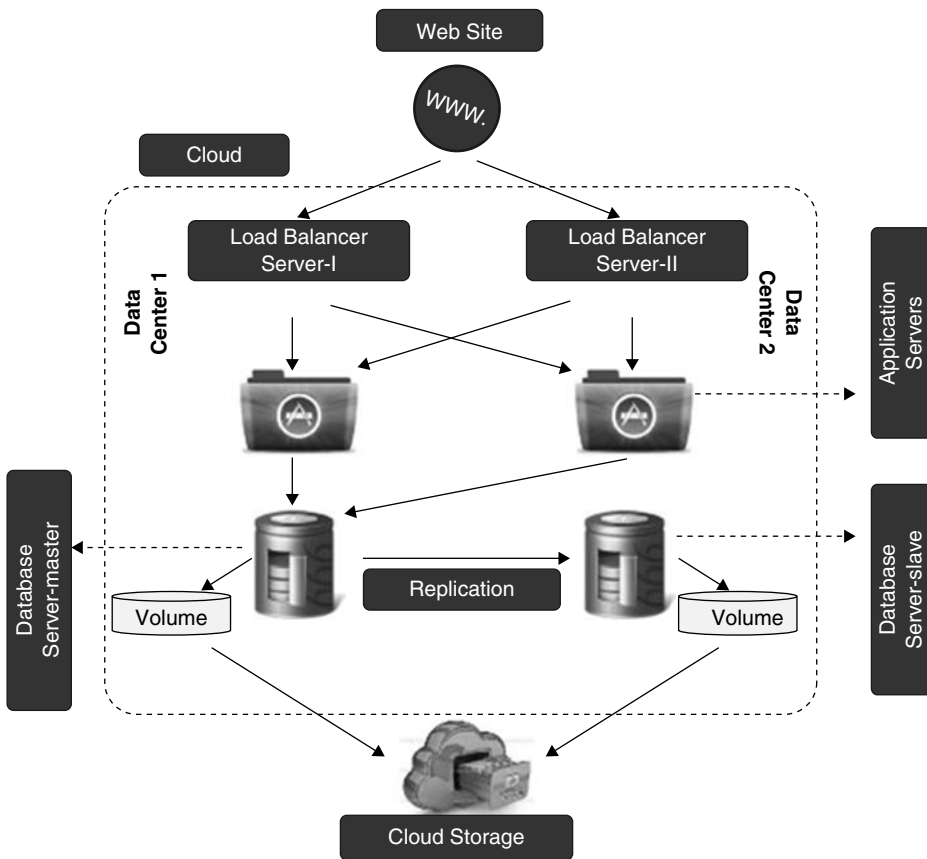 Web Site
WWW.
Cloud
Load Balancer
Server-I
Load Balancer
Server-II
Data
Center 1
Data
Center 2
Application
Servers
Database
Server-master
Replication
Database
Server-slave
Volume
Volume
Cloud Storage